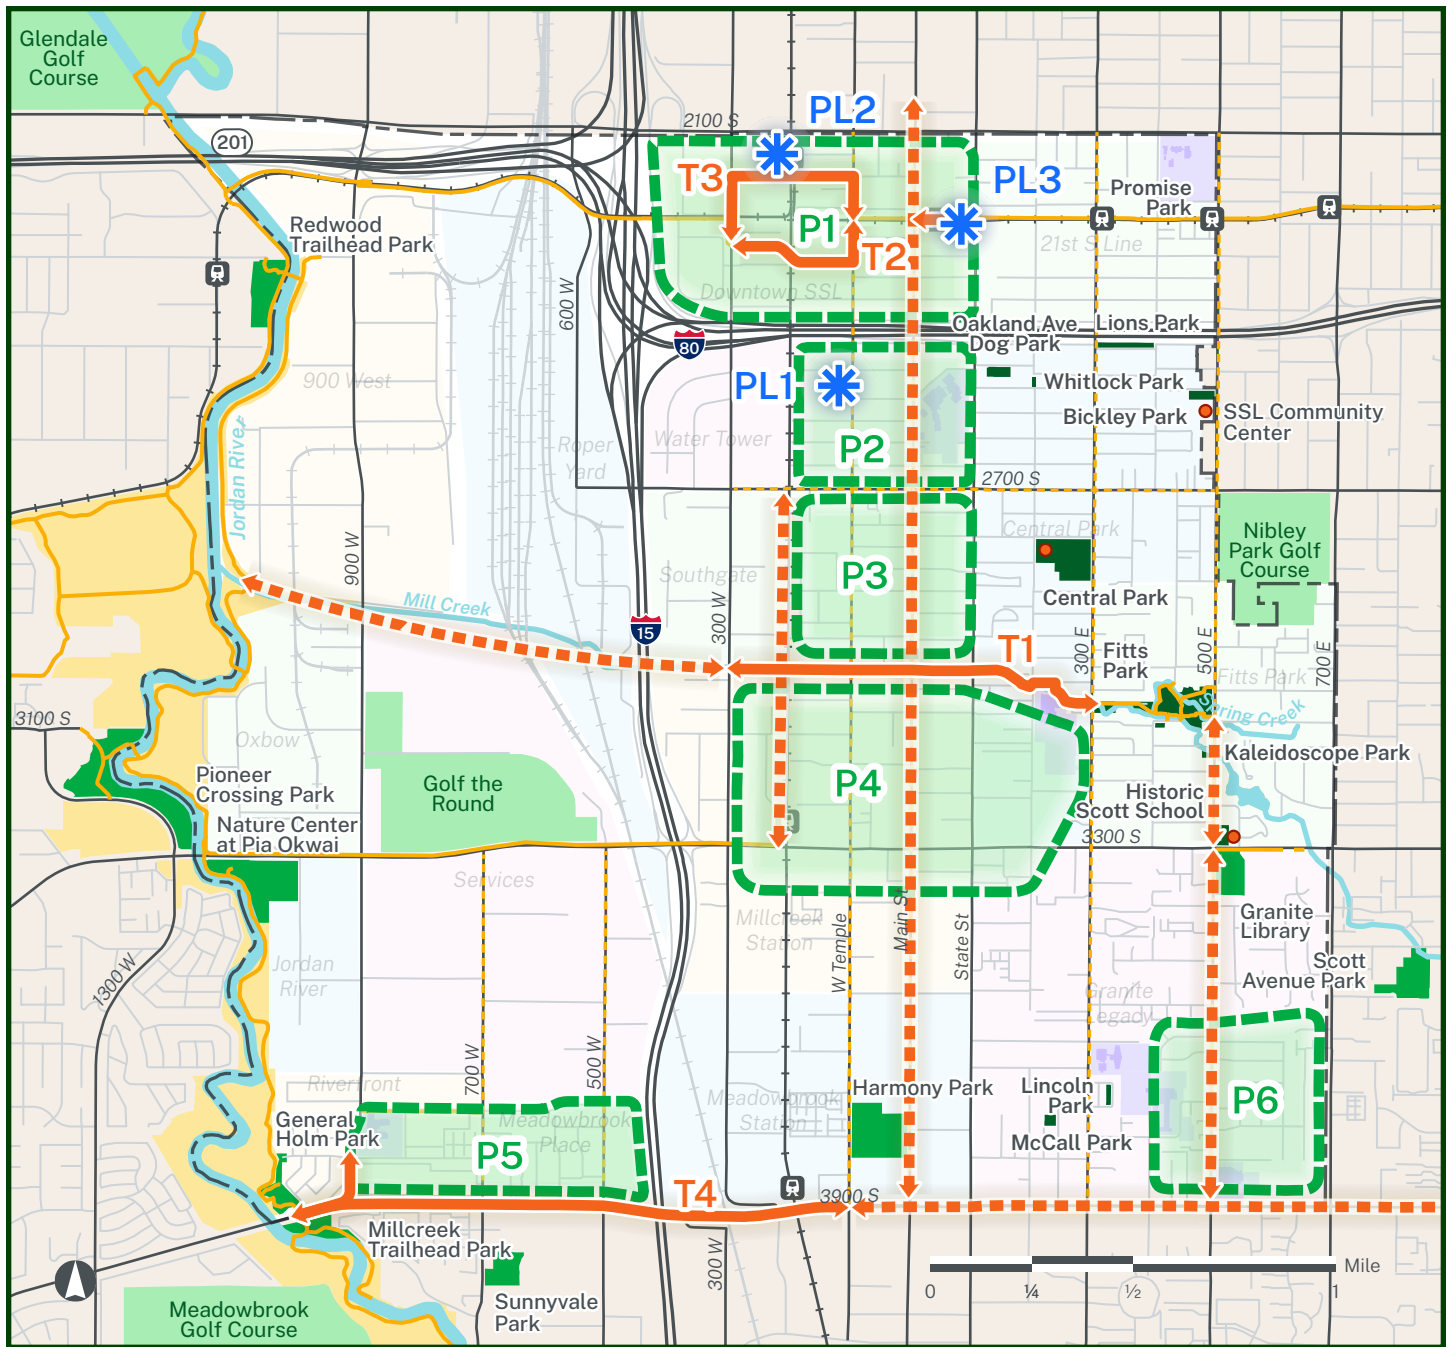 Glendale
Golf
Course
2100 S
PL2
201
T3
PL3
Promise
Park
P1
Redwood
Trailhead Park
T2
21st S Line
600 W
Downtown SSL
Oakland Ave
Dog Park
Lions Park
80
900 West
PL1
Whitlock Park
Bickley Park
SSL Community
Center
Jordan River
Roper
Yard
Water Tower
P2
2700 S
Central Park
Nibley
Park Golf
Course
900 W
Southgate
P3
Mill Creek
Central Park
300 W
15
T1
300 E
Fitts
Park
500 E
Fitts Park
700 E
3100 S
Spring Creek
Oxbow
Kaleidoscope Park
Pioneer
Crossing Park
Golf the
Round
P4
Historic
Scott School
Nature Center
at Pia Okwai
3300 S
Services
Millcreek
Station
W Temple
Main St
State St
Granite
Library
Jordan
River
1300 W
Scott
Avenue Park
Granite
Legacy
700 W
500 W
Riverfront
Harmony Park
Lincoln
Park
P6
General
Holm Park
Meadowbrook
Place
P5
Meadowbrook
Station
McCall Park
T4
3900 S
Millcreek
Trailhead Park
300 W
Mile
0
¼
½
1
Sunnyvale
Park
Meadowbrook
Golf Course